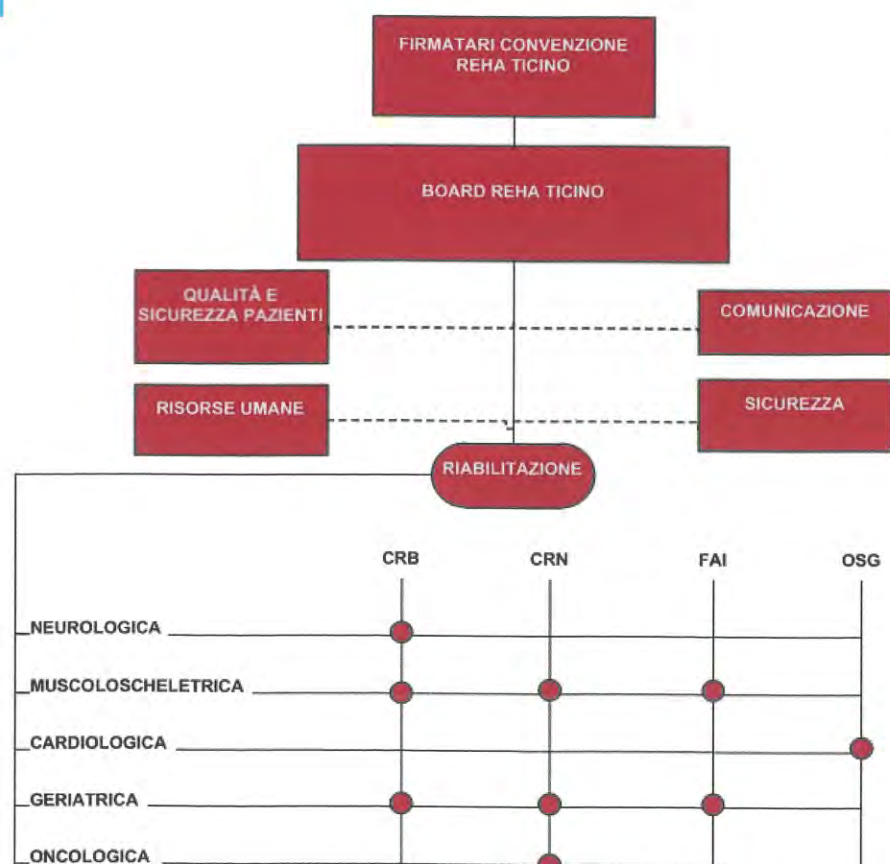 FIRMATARI CONVENZIONE
REHA TICINO
BOARD REHA TICINO
QUALITÀ E
SICUREZZA PAZIENTI
COMUNICAZIONE
RISORSE UMANE
SICUREZZA
RIABILITAZIONE
CRB CRN FAI OSG
NEUROLOGICA
MUSCOLOSCHELETRICA
CARDIOLOGICA
GERIATRICA
ONCOLOGICA